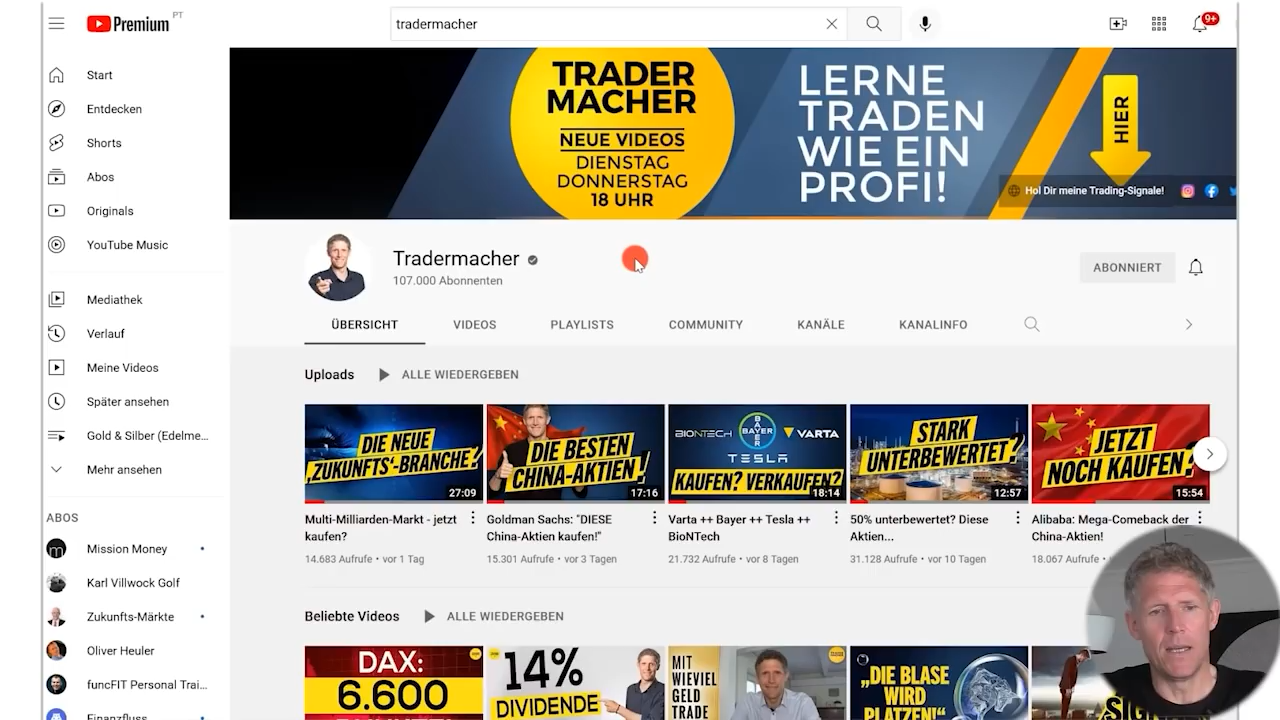 Premium PT
tradermacher
9+
Start
Entdecken
Shorts
Abos
Originals
YouTube Music
Mediathek
Verlauf
Meine Videos
Später ansehen
Gold & Silber (Edelme...
Mehr ansehen
ABOS
Mission Money
Karl Villwock Golf
Zukunfts-Märkte
Oliver Heuler
funcFIT Personal Trai...
Finanzfluss
TRADER
MACHER
NEUE VIDEOS
DIENSTAG
DONNERSTAG
18 UHR
LERNE
TRADEN
WIE EIN
PROFI!
HIER
Hol Dir meine Trading-Signale!
Tradermacher
107.000 Abonnenten
ABONNIERT
ÜBERSICHT
VIDEOS
PLAYLISTS
COMMUNITY
KANÄLE
KANALINFO
Uploads
ALLE WIEDERGEBEN
DIE NEUE
„ZUKUNFTS'-BRANCHE?
27:09
Multi-Milliarden-Markt - jetzt
kaufen?
14.683 Aufrufe • vor 1 Tag
DIE BESTEN
CHINA-AKTIEN!
17:16
Goldman Sachs: "DIESE
China-Aktien kaufen!"
15.301 Aufrufe • vor 3 Tagen
BIONTECH
BAYER
BAYER
VARTA
TESLA
KAUFEN? VERKAUFEN?
18:14
Varta ++ Bayer ++ Tesla ++
BioNTech
21.732 Aufrufe • vor 8 Tagen
STARK
UNTERBEWERTET?
12:57
50% unterbewertet? Diese
Aktien...
31.128 Aufrufe • vor 10 Tagen
JETZT
NOCH KAUFEN?
15:54
Alibaba: Mega-Comeback der
China-Aktien!
18.067 Aufrufe
Beliebte Videos
ALLE WIEDERGEBEN
DAX:
6.600
14%
DIVIDENDE
MIT
WIEVIEL
GELD
TRADE
„DIE BLASE
WIRD
PLATZEN!“